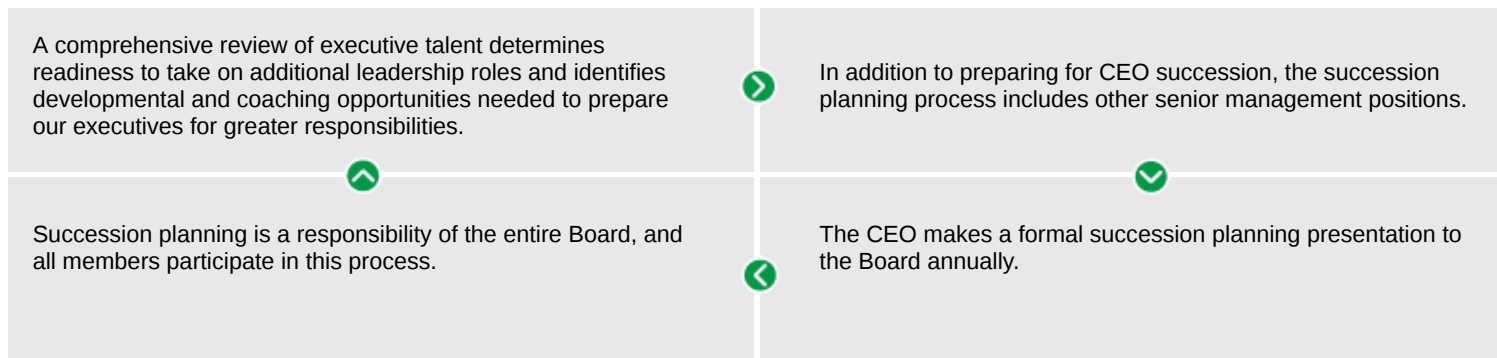 A comprehensive review of executive talent determines
readiness to take on additional leadership roles and identifies
developmental and coaching opportunities needed to prepare
our executives for greater responsibilities.
In addition to preparing for CEO succession, the succession
planning process includes other senior management positions.
Succession planning is a responsibility of the entire Board, and
all members participate in this process.
The CEO makes a formal succession planning presentation to
the Board annually.